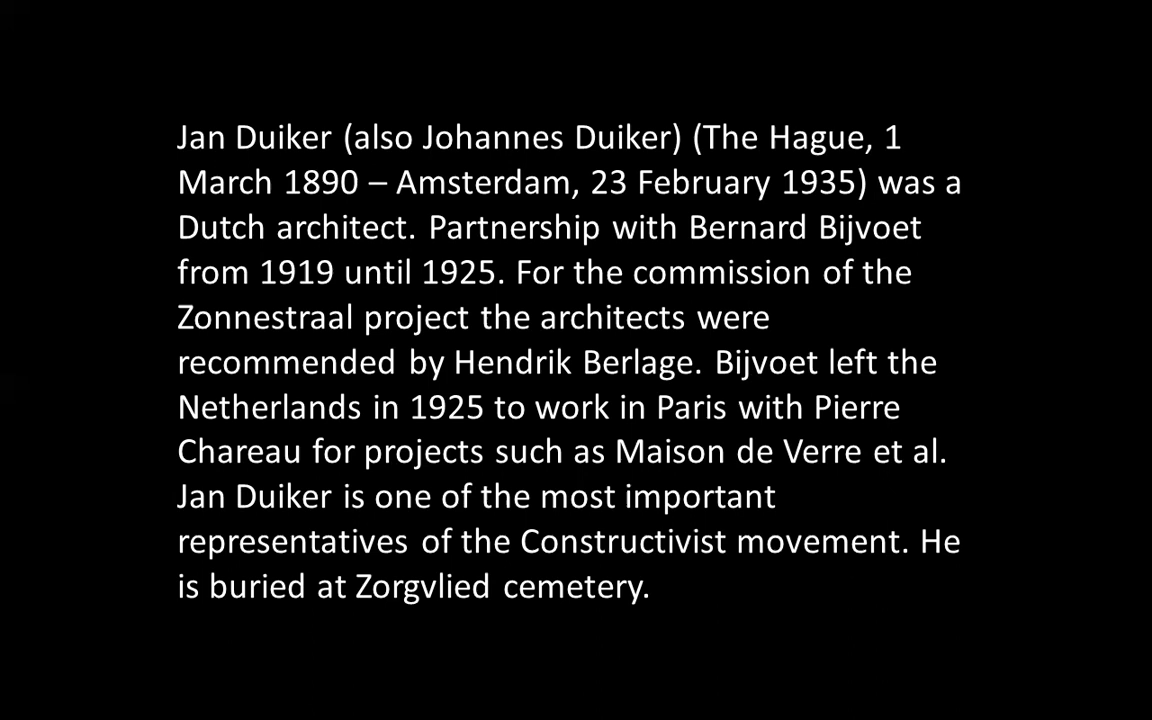 Jan Duiker (also Johannes Duiker) (The Hague, 1
March 1890 – Amsterdam, 23 February 1935) was a
Dutch architect. Partnership with Bernard Bijvoet
from 1919 until 1925. For the commission of the
Zonnestraal project the architects were
recommended by Hendrik Berlage. Bijvoet left the
Netherlands in 1925 to work in Paris with Pierre
Chareau for projects such as Maison de Verre et al.
Jan Duiker is one of the most important
representatives of the Constructivist movement. He
is buried at Zorgvlied cemetery.